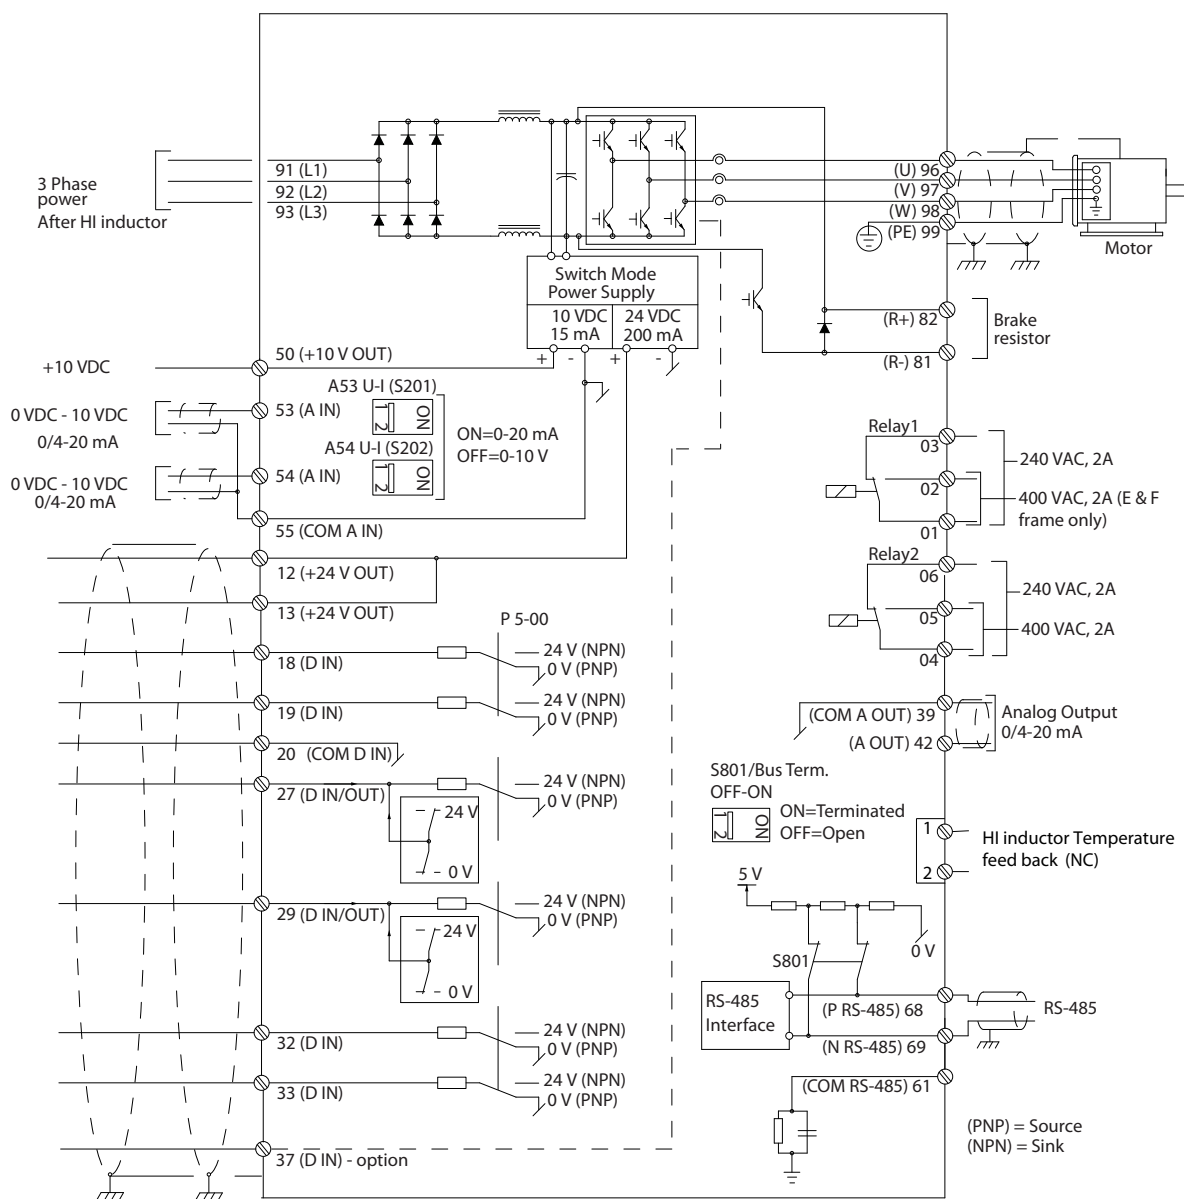 3 Phase
power
After HI inductor
91 (L1)
92 (L2)
93 (L3)
(U) 96
(V) 97
(W) 98
(PE) 99
Motor
Switch Mode
Power Supply
10 VDC
15 mA
24 VDC
200 mA
+ - + -
(R+) 82
(R-) 81
Brake
resistor
+10 VDC
50 (+10 V OUT)
0 VDC - 10 VDC
0/4-20 mA
53 (A IN)
A53 U-I (S201)
1 2
ON
A54 U-I (S202)
1 2
ON
ON=0-20 mA
OFF=0-10 V
0 VDC - 10 VDC
0/4-20 mA
54 (A IN)
55 (COM A IN)
12 (+24 V OUT)
13 (+24 V OUT)
Relay1
03
02
01
240 VAC, 2A
400 VAC, 2A (E & F
frame only)
Relay2
06
05
04
240 VAC, 2A
400 VAC, 2A
P 5-00
18 (D IN)
24 V (NPN)
0 V (PNP)
19 (D IN)
24 V (NPN)
0 V (PNP)
20 (COM D IN)
27 (D IN/OUT)
24 V (NPN)
0 V (PNP)
24 V
0 V
29 (D IN/OUT)
24 V (NPN)
0 V (PNP)
24 V
0 V
32 (D IN)
24 V (NPN)
0 V (PNP)
33 (D IN)
24 V (NPN)
0 V (PNP)
37 (D IN) - option
(COM A OUT) 39
(A OUT) 42
Analog Output
0/4-20 mA
S801/Bus Term.
OFF-ON
1 2
ON
ON=Terminated
OFF=Open
1
2
HI inductor Temperature
feed back (NC)
5 V
0 V
S801
RS-485
Interface
(P RS-485) 68
(N RS-485) 69
RS-485
(COM RS-485) 61
(PNP) = Source
(NPN) = Sink